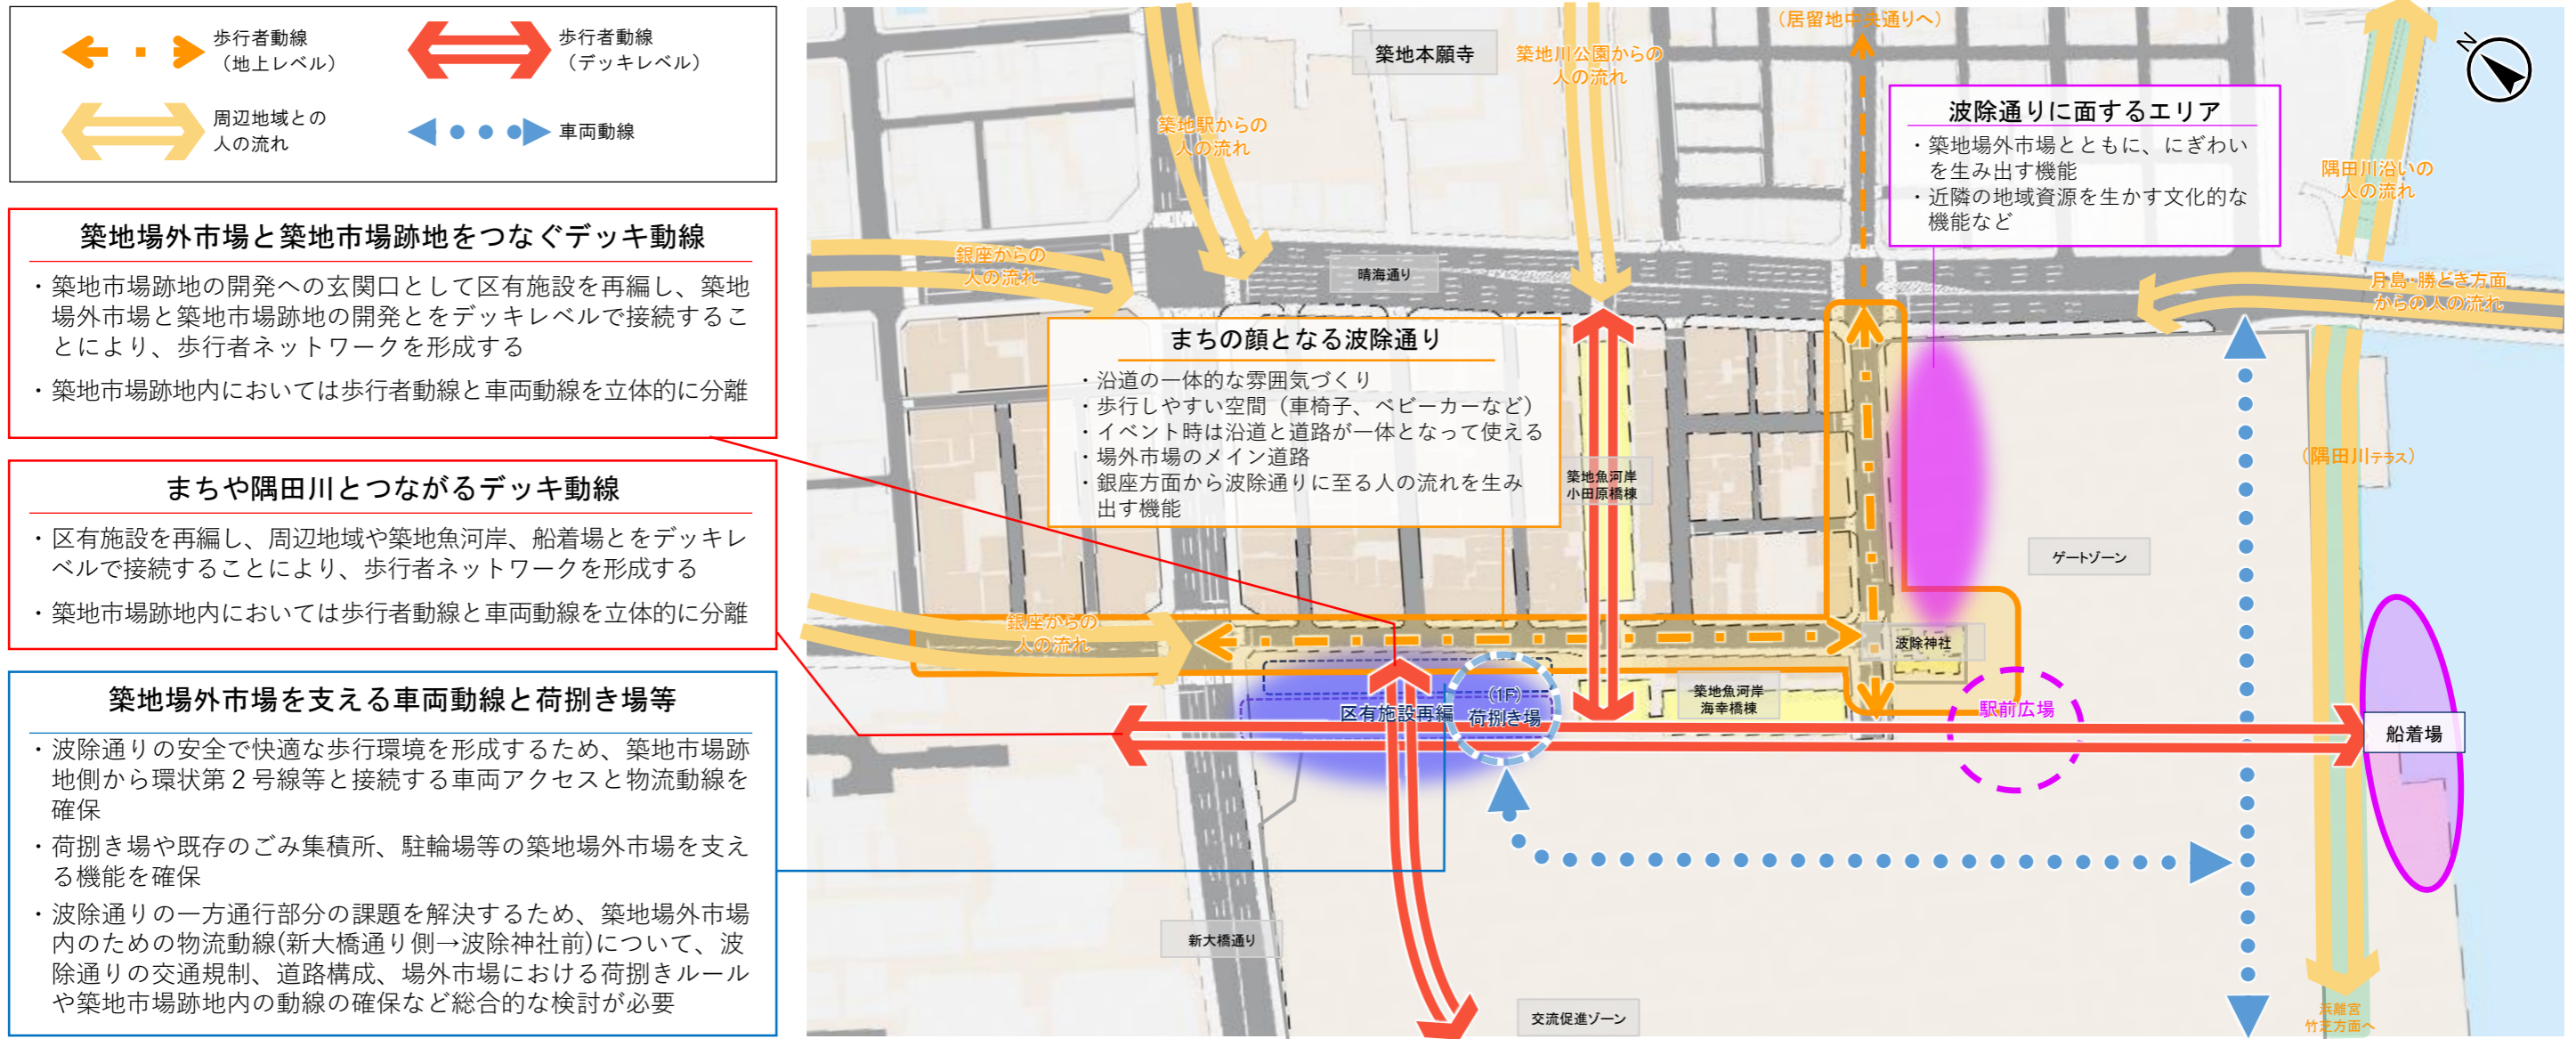 歩行者動線
（地上レベル）
歩行者動線
（デッキレベル）
周辺地域との
人の流れ
車両動線
築地場外市場と築地市場跡地をつなぐデッキ動線
・築地市場跡地の開発への玄関口として区有施設を再編し、築地
場外市場と築地市場跡地の開発とをデッキレベルで接続するこ
とにより、歩行者ネットワークを形成する
・築地市場跡地内においては歩行者動線と車両動線を立体的に分離
まちや隅田川とつながるデッキ動線
・区有施設を再編し、周辺地域や築地魚河岸、船着場とをデッキレ
ベルで接続することにより、歩行者ネットワークを形成する
・築地市場跡地内においては歩行者動線と車両動線を立体的に分離
築地場外市場を支える車両動線と荷捌き場等
・波除通りの安全で快適な歩行環境を形成するため、築地市場跡
地側から環状第２号線等と接続する車両アクセスと物流動線を
確保
・荷捌き場や既存のごみ集積所、駐輪場等の築地場外市場を支え
る機能を確保
・波除通りの一方通行部分の課題を解決するため、築地場外市場
内のための物流動線(新大橋通り側→波除神社前)について、波
除通りの交通規制、道路構成、場外市場における荷捌きルール
や築地市場跡地内の動線の確保など総合的な検討が必要
（居留地中央通りへ）
築地本願寺
築地川公園からの
人の流れ
N
築地駅からの
人の流れ
波除通りに面するエリア
・築地場外市場とともに、にぎわい
を生み出す機能
・近隣の地域資源を生かす文化的な
機能など
隅田川沿いの
人の流れ
銀座からの
人の流れ
晴海通り
月島・勝どき方面
からの人の流れ
まちの顔となる波除通り
・沿道の一体的な雰囲気づくり
・歩行しやすい空間（車椅子、ベビーカーなど）
・イベント時は沿道と道路が一体となって使える
・場外市場のメイン道路
・銀座方面から波除通りに至る人の流れを生み
出す機能
築地魚河岸
小田原橋棟
（隅田川テラス）
ゲートゾーン
銀座からの
人の流れ
波除神社
築地魚河岸
海幸橋棟
区有施設再編
(1F)
荷捌き場
駅前広場
船着場
新大橋通り
交流促進ゾーン
浜離宮
竹芝方面へ